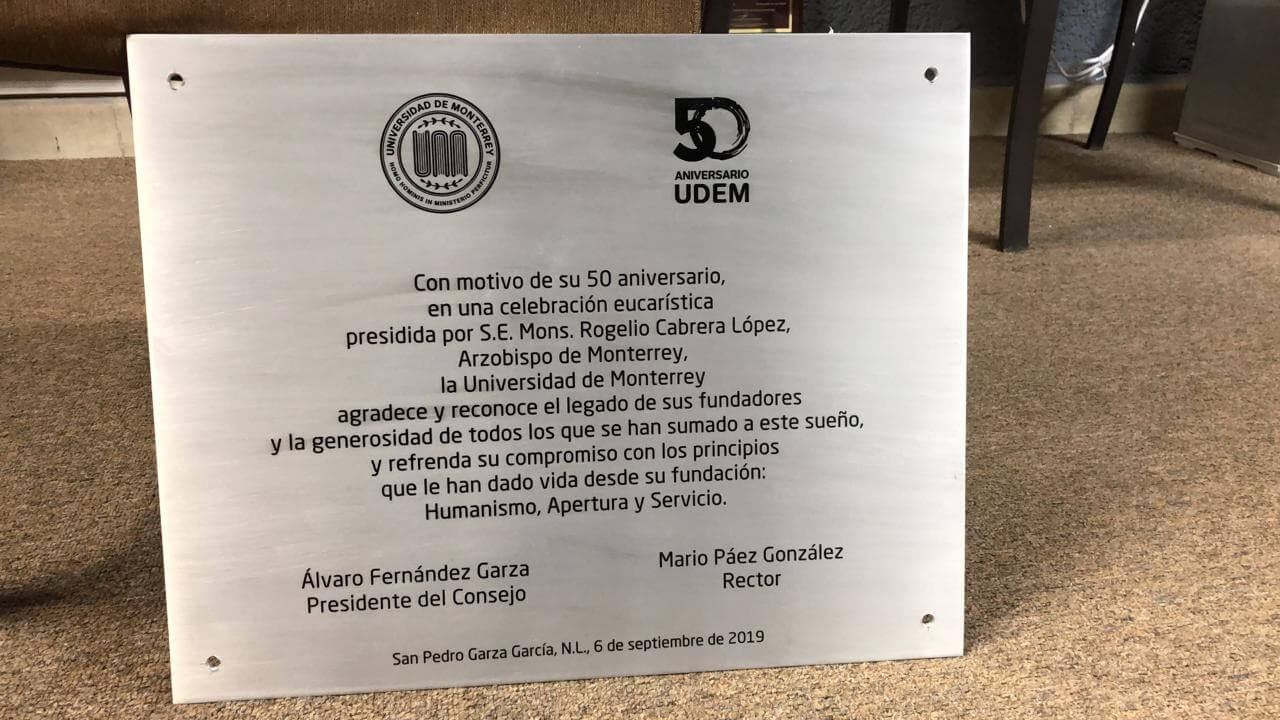 UNIVERSIDAD DE MONTERREY
HOMO HOMINIS IN MINISTERIO PERFICITUR
50
ANIVERSARIO
UDEM
Con motivo de su 50 aniversario,
en una celebración eucarística
presidida por S.E. Mons. Rogelio Cabrera López,
Arzobispo de Monterrey,
la Universidad de Monterrey
agradece y reconoce el legado de sus fundadores
y la generosidad de todos los que se han sumado a este sueño,
y refrenda su compromiso con los principios
que le han dado vida desde su fundación:
Humanismo, Apertura y Servicio.
Álvaro Fernández Garza
Presidente del Consejo
Mario Páez González
Rector
San Pedro Garza García, N.L., 6 de septiembre de 2019